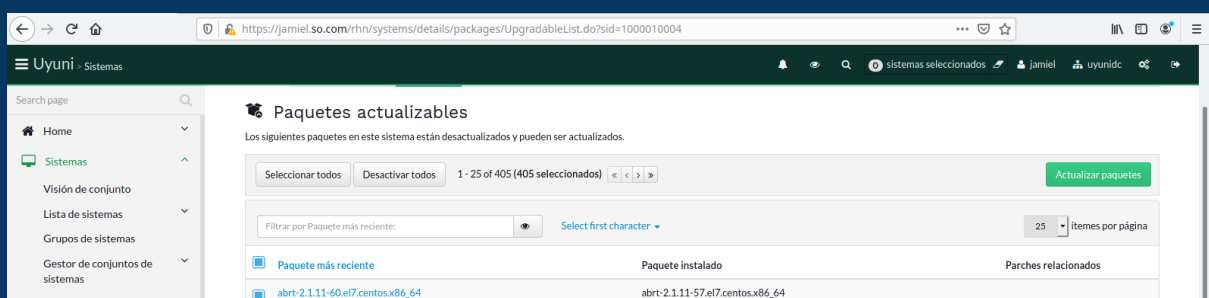 https://jamiel.so.com/rhn/systems/details/packages/UpgradableList.do?sid=1000010004
Uyuni > Sistemas
0 sistemas seleccionados jamiel uyunidc
Search page
Home
Sistemas
Visión de conjunto
Lista de sistemas
Grupos de sistemas
Gestor de conjuntos de
sistemas
Paquetes actualizables
Los siguientes paquetes en este sistema están desactualizados y pueden ser actualizados.
Seleccionar todos Desactivar todos 1 - 25 of 405 (405 seleccionados) « < > » Actualizar paquetes
Filtrar por Paquete más reciente: Select first character 25 ítemes por página
Paquete más reciente Paquete instalado Parches relacionados
abrt-2.1.11-60.el7.centos.x86_64 abrt-2.1.11-57.el7.centos.x86_64